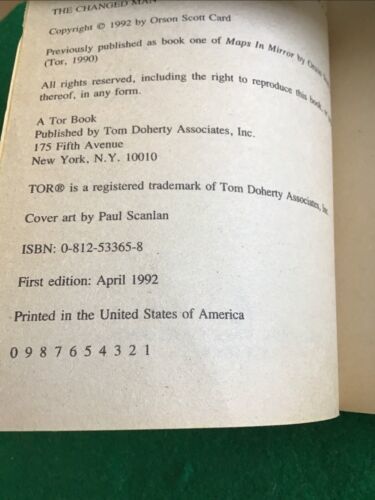 THE CHANGED MAN
Copyright © 1992 by Orson Scott Card
Previously published as book one of Maps In Mirror by Orson
(Tor, 1990)
All rights reserved, including the right to reproduce this book
thereof, in any form.
A Tor Book
Published by Tom Doherty Associates, Inc.
175 Fifth Avenue
New York, N.Y. 10010
TOR® is a registered trademark of Tom Doherty Associates, Inc.
Cover art by Paul Scanlan
ISBN: 0-812-53365-8
First edition: April 1992
Printed in the United States of America
0 9 8 7 6 5 4 3 2 1